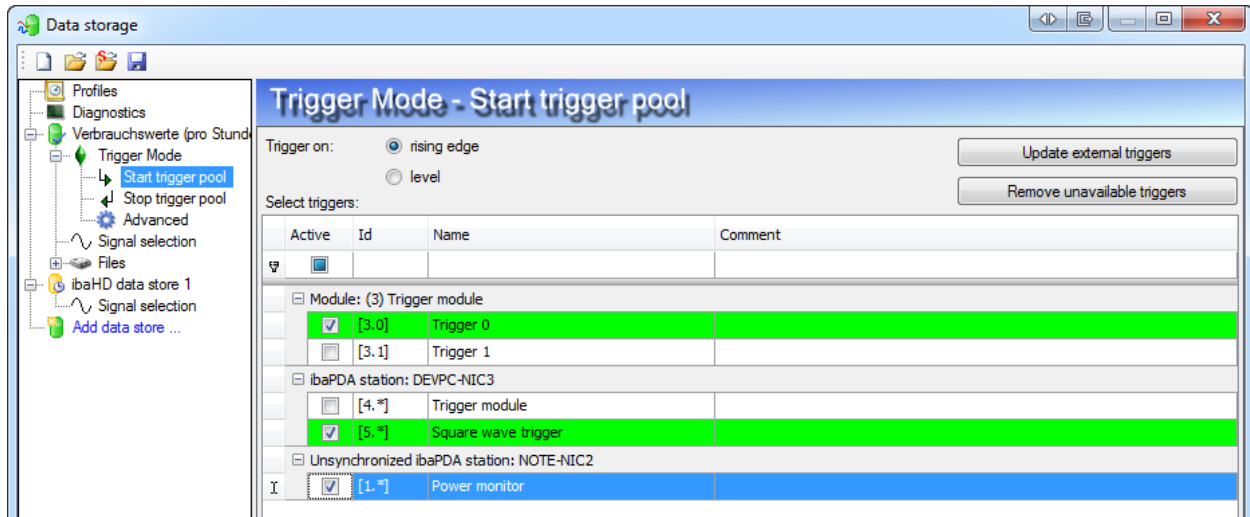 Data storage
Profiles
Diagnostics
Verbrauchswerte (pro Stund
Trigger Mode
Start trigger pool
Stop trigger pool
Advanced
Signal selection
Files
ibaHD data store 1
Signal selection
Add data store ...
Trigger Mode - Start trigger pool
Trigger on: rising edge
level
Update external triggers
Remove unavailable triggers
Select triggers:
Active Id Name Comment
Module: (3) Trigger module
[3.0] Trigger 0
[3.1] Trigger 1
ibaPDA station: DEVPC-NIC3
[4.*] Trigger module
[5.*] Square wave trigger
Unsynchronized ibaPDA station: NOTE-NIC2
[1.*] Power monitor